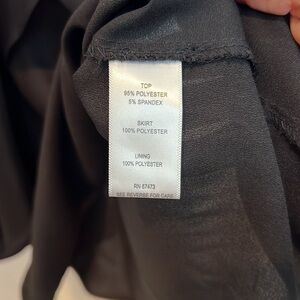 TOP
95% POLYESTER
5% SPANDEX
SKIRT
100% POLYESTER
LINING
100% POLYESTER
RN 67473
SEE REVERSE FOR CARE